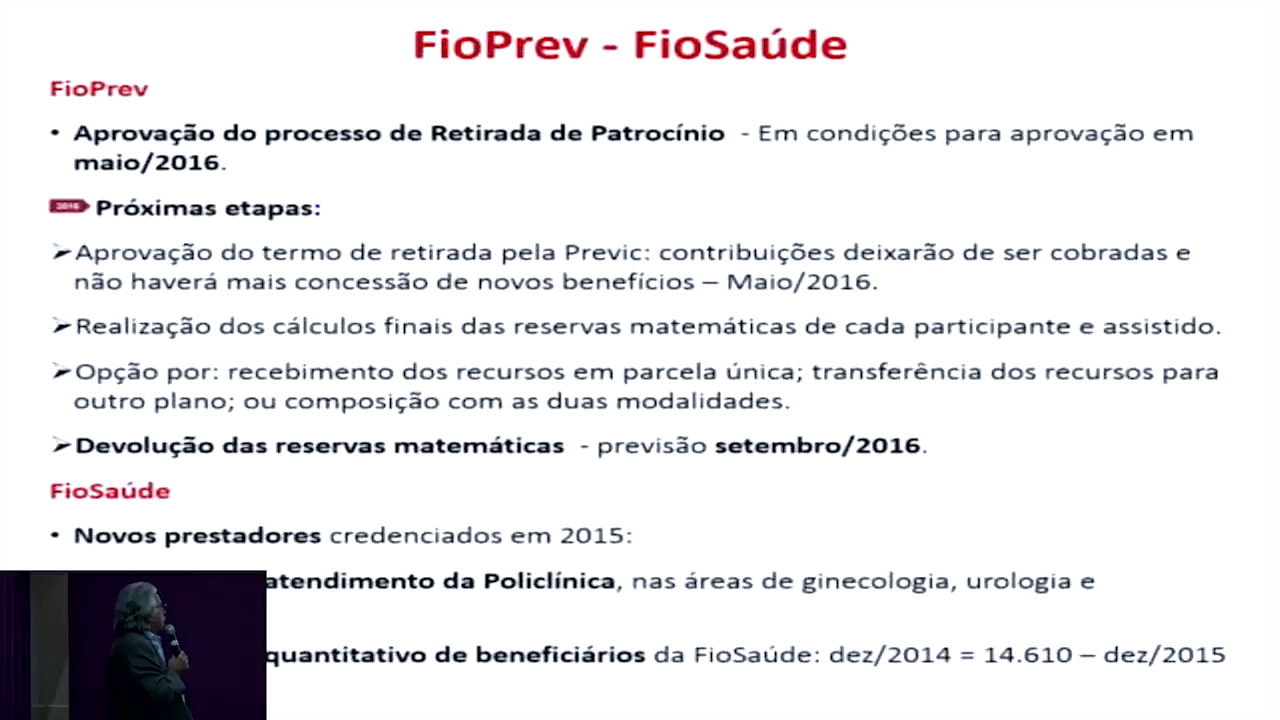 FioPrev - FioSaúde
FioPrev
• Aprovação do processo de Retirada de Patrocínio - Em condições para aprovação em
maio/2016.
2016 Próximas etapas:
➢Aprovação do termo de retirada pela Previc: contribuições deixarão de ser cobradas e
não haverá mais concessão de novos benefícios – Maio/2016.
➢Realização dos cálculos finais das reservas matemáticas de cada participante e assistido.
➢Opção por: recebimento dos recursos em parcela única; transferência dos recursos para
outro plano; ou composição com as duas modalidades.
➢Devolução das reservas matemáticas - previsão setembro/2016.
FioSaúde
• Novos prestadores credenciados em 2015:
atendimento da Policlínica, nas áreas de ginecologia, urologia e
quantitativo de beneficiários da FioSaúde: dez/2014 = 14.610 – dez/2015